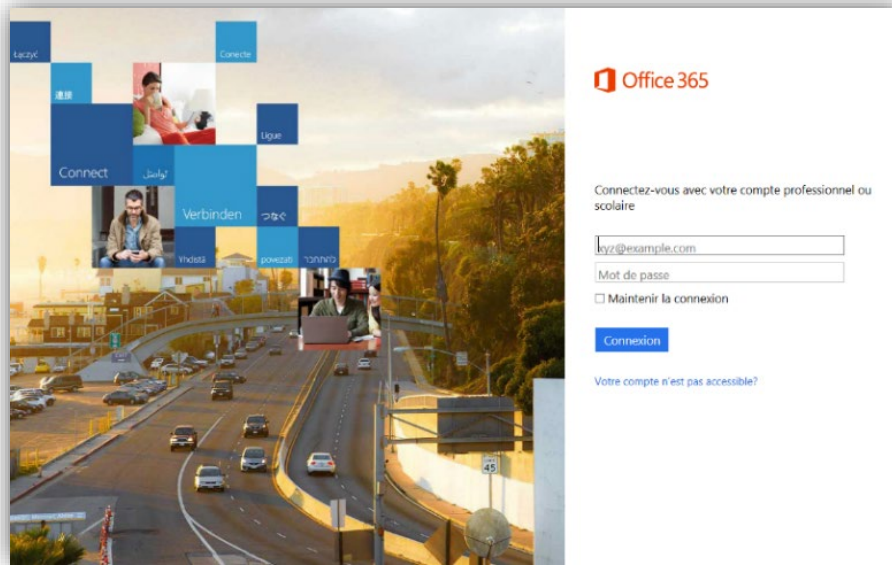 Łączyć
Conecte
連接
Ligue
Connect
تواصل
Verbinden
つなぐ
Yhdistä
povezati
להתחבר
45
Office 365
Connectez-vous avec votre compte professionnel ou
scolaire
xyz@example.com
Mot de passe
Maintenir la connexion
Connexion
Votre compte n'est pas accessible?